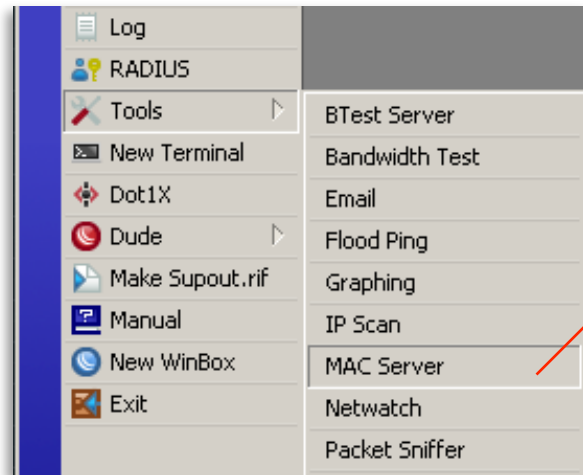 Log
RADIUS
Tools
New Terminal
Dot1X
Dude
Make Supout.rif
Manual
New WinBox
Exit
BTest Server
Bandwidth Test
Email
Flood Ping
Graphing
IP Scan
MAC Server
Netwatch
Packet Sniffer